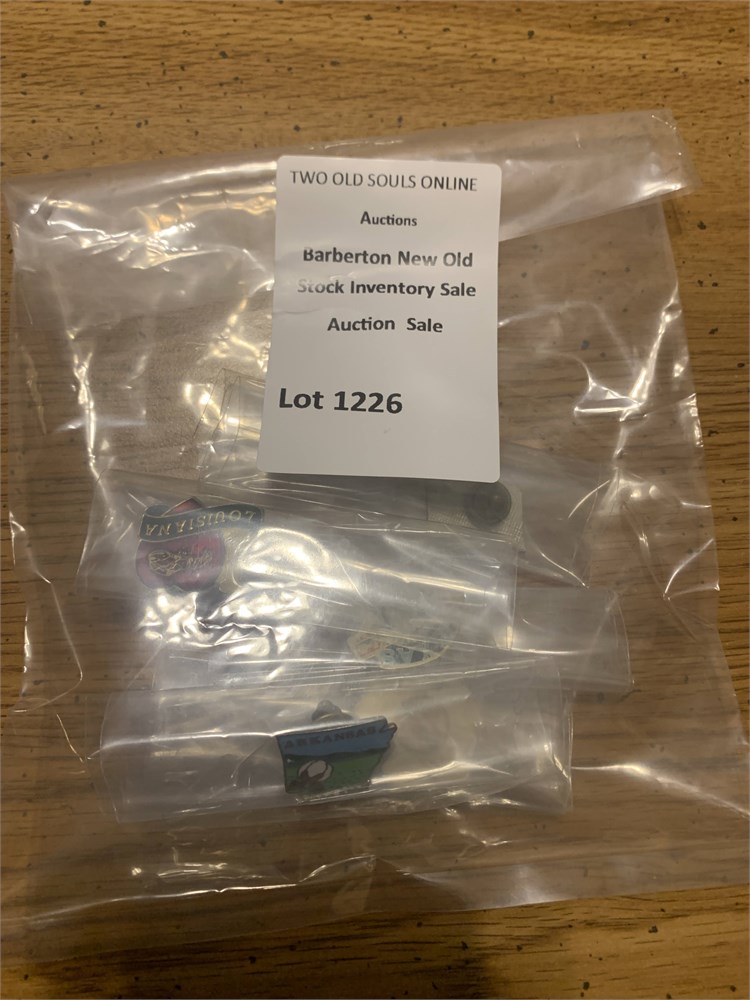 TWO OLD SOULS ONLINE
Auctions
Barberton New Old
Stock Inventory Sale
Auction Sale
Lot 1226
LOUISIANA
ARKANSAS